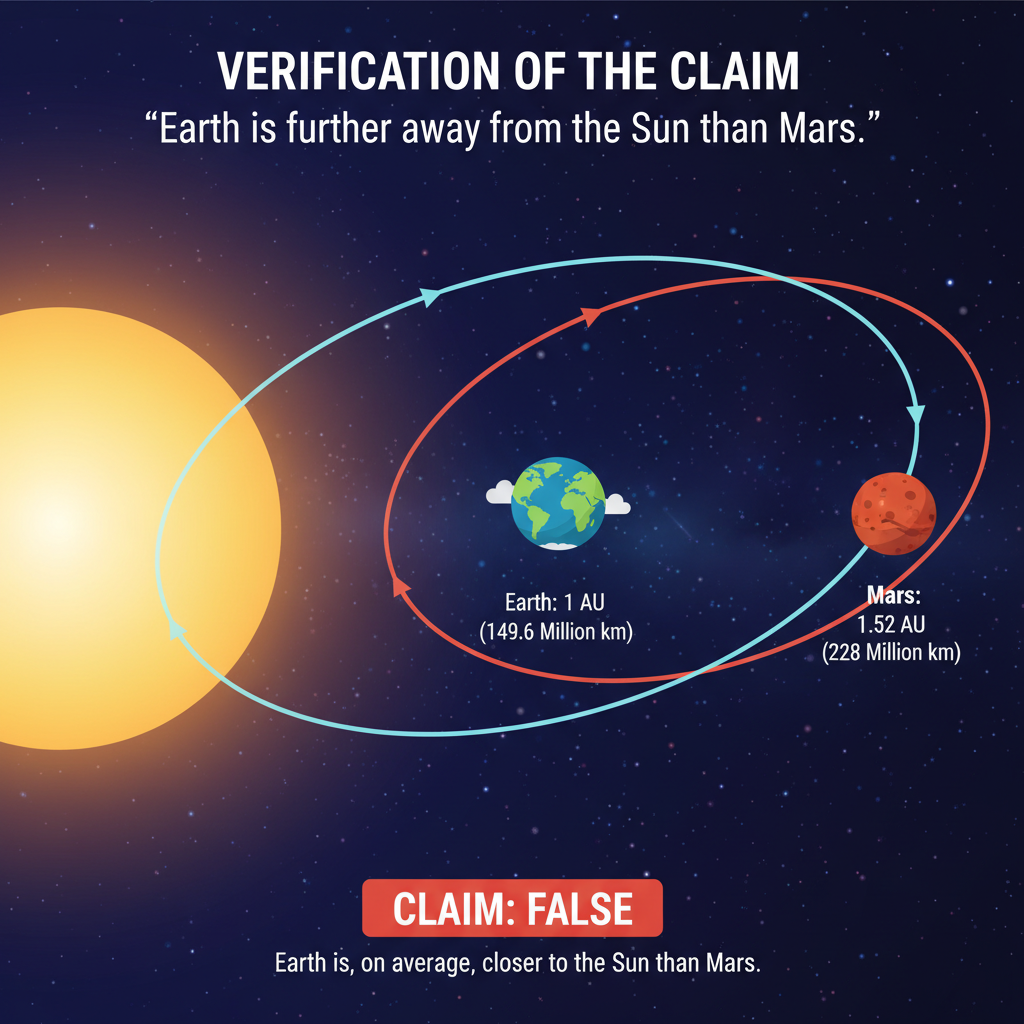 VERIFICATION OF THE CLAIM
“Earth is further away from the Sun than Mars.”
Earth: 1 AU
(149.6 Million km)
Mars:
1.52 AU
(228 Million km)
CLAIM: FALSE
Earth is, on average, closer to the Sun than Mars.